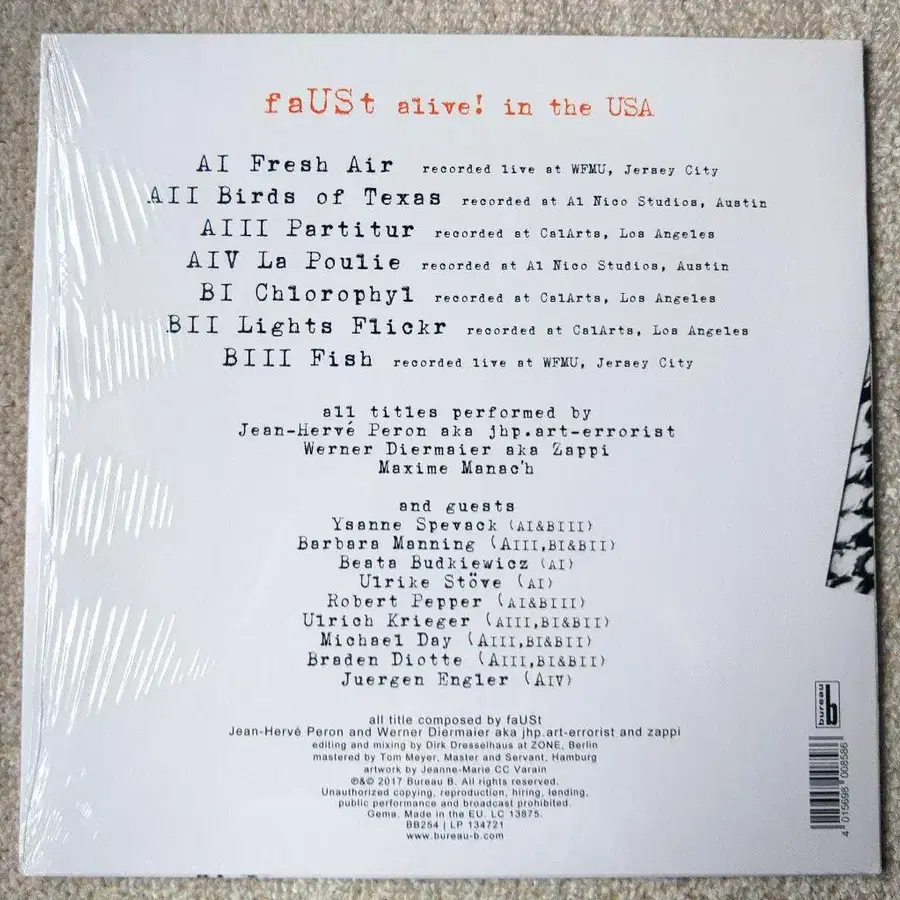 faUSt alive! in the USA
AI Fresh Air recorded live at WFMU, Jersey City
AII Birds of Texas recorded at Al Nico Studios, Austin
AIII Partitur recorded at CalArts, Los Angeles
AIV La Poulie recorded at Al Nico Studios, Austin
BI Chlorophyl recorded at CalArts, Los Angeles
BII Lights Flickr recorded at CalArts, Los Angeles
BIII Fish recorded live at WFMU, Jersey City
all titles performed by
Jean-Hervé Peron aka jhp.art-errorist
Werner Diermaier aka Zappi
Maxime Manac'h
and guests
Ysanne Spevack (AI&BIII)
Barbara Manning (AIII,BI&BII)
Beata Budkiewicz (AI)
Ulrike Stöve (AI)
Robert Pepper (AI&BIII)
Ulrich Krieger (AIII,BI&BII)
Michael Day (AIII,BI&BII)
Braden Diotte (AIII,BI&BII)
Juergen Engler (AIV)
all title composed by faUSt
Jean-Hervé Peron and Werner Diermaier aka jhp.art-errorist and zappi
editing and mixing by Dirk Dresselhaus at ZONE, Berlin
mastered by Tom Meyer, Master and Servant, Hamburg
artwork by Jeanne-Marie CC Varain
℗&© 2017 Bureau B. All rights reserved.
Unauthorized copying, reproduction, hiring, lending,
public performance and broadcast prohibited.
Gema. Made in the EU. LC 13875.
BB254 | LP 134721
www.bureau-b.com
bureau b
4 015698 008586